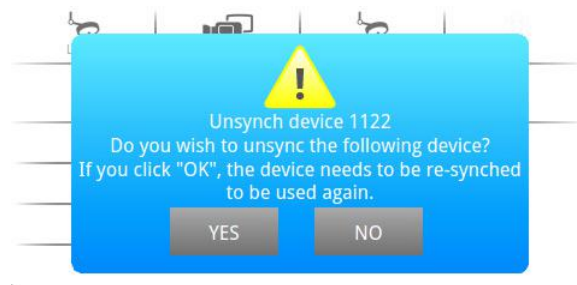 Unsynch device 1122
Do you wish to unsync the following device?
If you click "OK", the device needs to be re-synched
to be used again.
YES NO